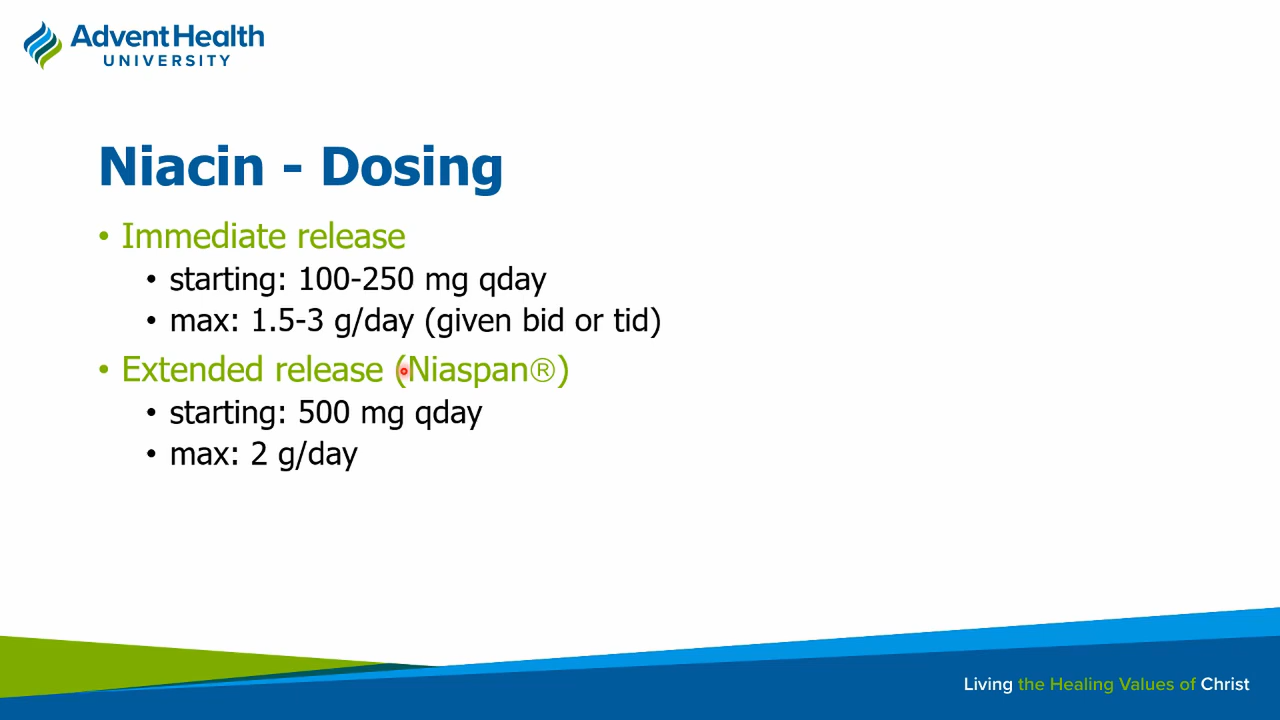 AdventHealth
UNIVERSITY
Niacin - Dosing
• Immediate release
• starting: 100-250 mg qday
• max: 1.5-3 g/day (given bid or tid)
• Extended release (Niaspan®)
• starting: 500 mg qday
• max: 2 g/day
Living the Healing Values of Christ